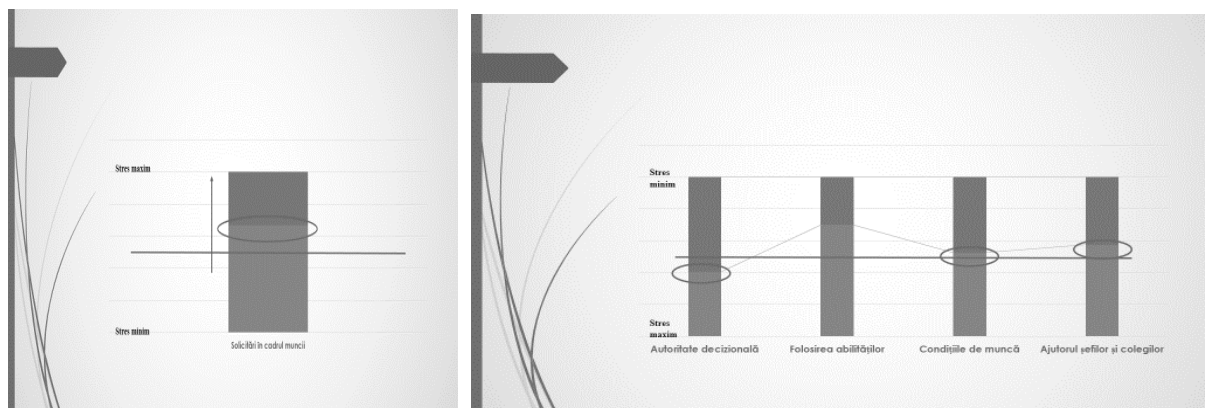 Stres maxim
Stres minim
Solicitări în cadrul muncii
Stres
minim
Stres
maxim
Autoritate decizională
Folosirea abilităților
Condițiile de muncă
Ajutorul șefilor și colegilor